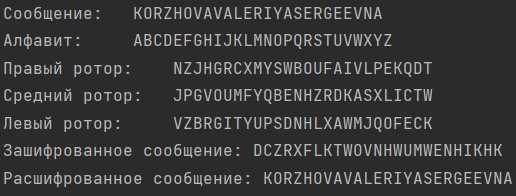 Сообщение: KORZHOVAVALERIYASERGEEVNA
Алфавит: ABCDEFGHIJKLMNOPQRSTUVWXYZ
Правый ротор: NZJHGRCXMYSWBOUFAIVLPEKQDT
Средний ротор: JPGVOUMFYQBENHZRDKASXLICTW
Левый ротор: VZBRGITYUPSDNHLXAWMJQOFECK
Зашифрованное сообщение: DCZRXFLKTWOVNHWUMWENHIKHK
Расшифрованное сообщение: KORZHOVAVALERIYASERGEEVNA